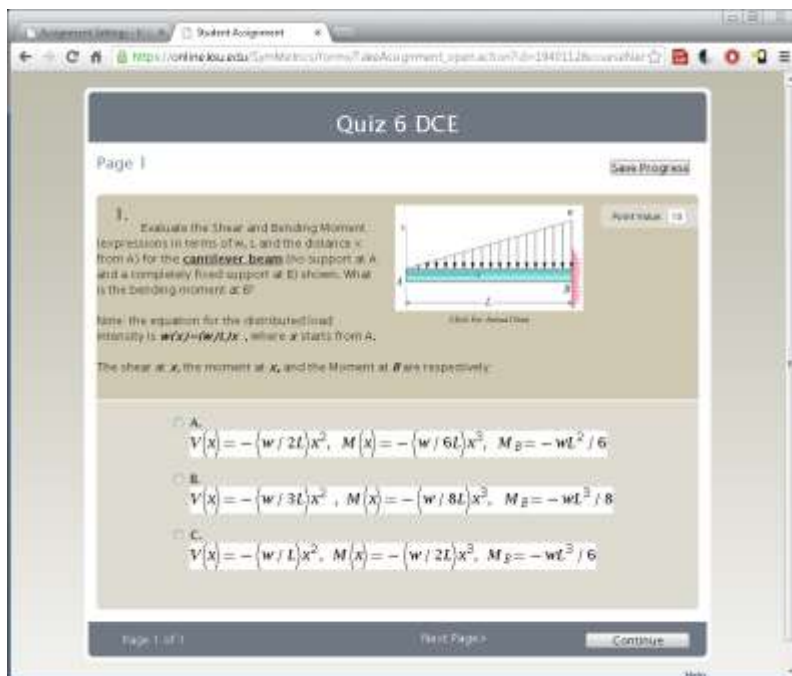 Student Assignment
Quiz 6 DCE
Page 1
Save Progress
1.
Point Value: 10
Evaluate the Shear and Bending Moment
(expressions in terms of w, L and the distance x
from A) for the cantilever beam (no support at A
and a completely fixed support at B) shown. What
is the bending moment at B?
A
B
L
Note: the equation for the distributed load
intensity is w(x)=(w/L)x , where x starts from A.
The shear at x, the moment at x, and the Moment at B are respectively:
A.
V(x) = -(w / 2L)x², M(x) = -(w / 6L)x³, M_B = -wL² / 6
B.
V(x) = -(w / 3L)x² , M(x) = -(w / 8L)x³, M_B = -wL³ / 8
C.
V(x) = -(w / L)x², M(x) = -(w / 2L)x³, M_B = -wL³ / 6
Page 1 of 1
Next Page>
Continue